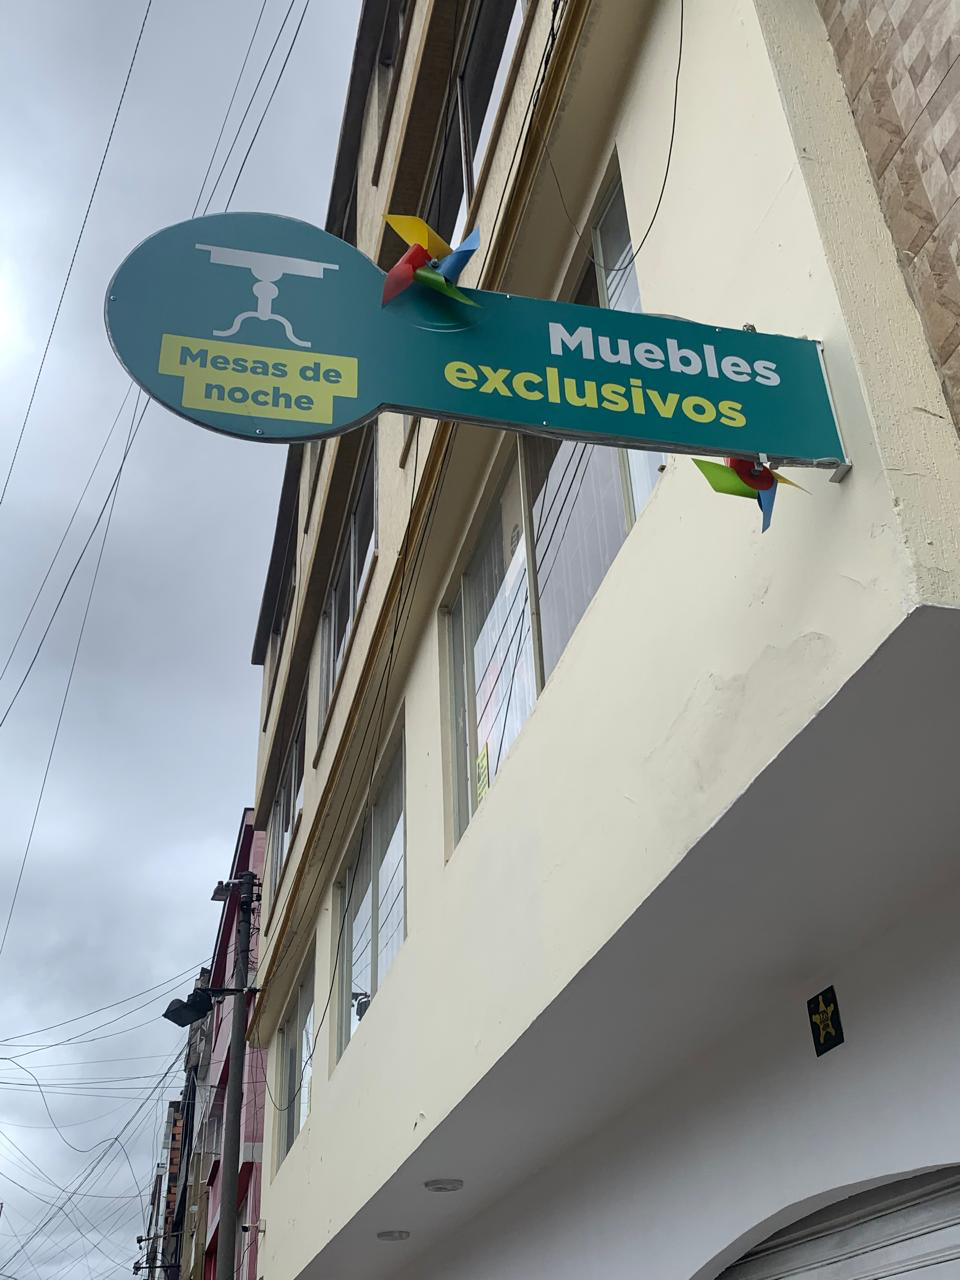 Mesas de
noche
Muebles
exclusivos